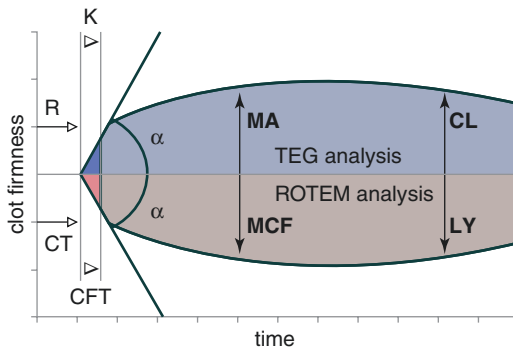 K
R
α
MA
CL
TEG analysis
ROTEM analysis
α
MCF
LY
CT
CFT
clot firmness
time